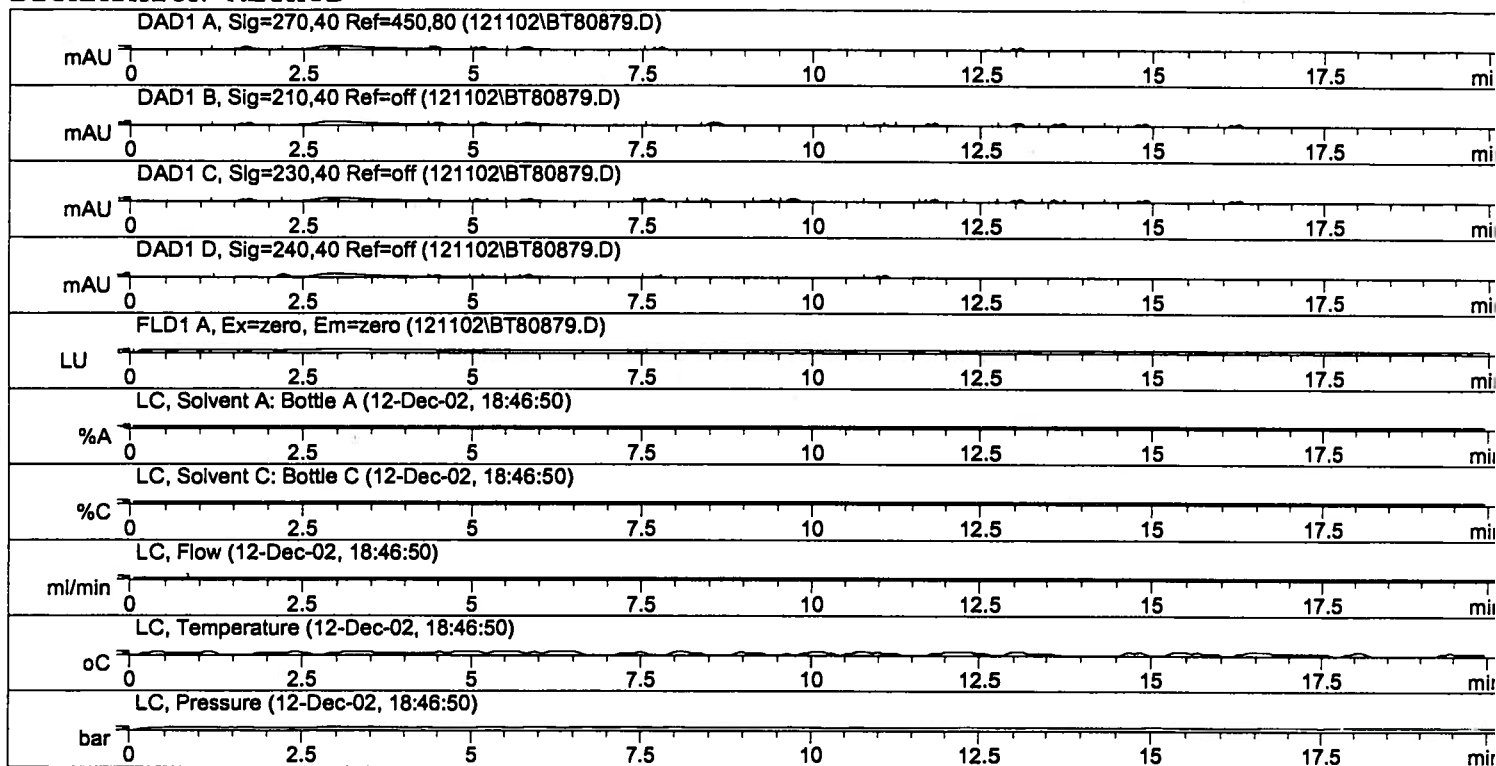 DAD1 A, Sig=270,40 Ref=450,80 (121102\BT80879.D)
mAU
0 2.5 5 7.5 10 12.5 15 17.5 mi
DAD1 B, Sig=210,40 Ref=off (121102\BT80879.D)
mAU
0 2.5 5 7.5 10 12.5 15 17.5 mi
DAD1 C, Sig=230,40 Ref=off (121102\BT80879.D)
mAU
0 2.5 5 7.5 10 12.5 15 17.5 mi
DAD1 D, Sig=240,40 Ref=off (121102\BT80879.D)
mAU
0 2.5 5 7.5 10 12.5 15 17.5 mi
FLD1 A, Ex=zero, Em=zero (121102\BT80879.D)
LU
0 2.5 5 7.5 10 12.5 15 17.5 mi
LC, Solvent A: Bottle A (12-Dec-02, 18:46:50)
%A
0 2.5 5 7.5 10 12.5 15 17.5 mi
LC, Solvent C: Bottle C (12-Dec-02, 18:46:50)
%C
0 2.5 5 7.5 10 12.5 15 17.5 mi
LC, Flow (12-Dec-02, 18:46:50)
ml/min
0 2.5 5 7.5 10 12.5 15 17.5 mi
LC, Temperature (12-Dec-02, 18:46:50)
oC
0 2.5 5 7.5 10 12.5 15 17.5 mi
LC, Pressure (12-Dec-02, 18:46:50)
bar
0 2.5 5 7.5 10 12.5 15 17.5 mi